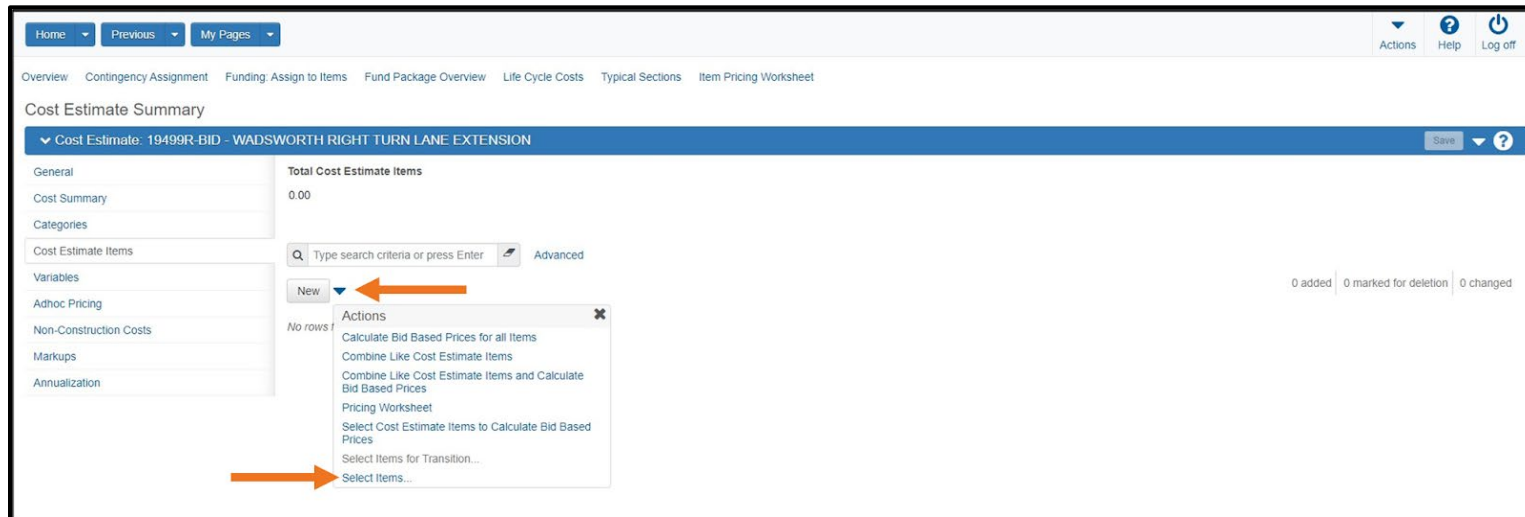 Home Previous My Pages
Actions Help Log off
Overview Contingency Assignment Funding: Assign to Items Fund Package Overview Life Cycle Costs Typical Sections Item Pricing Worksheet
Cost Estimate Summary
Cost Estimate: 19499R-BID - WADSWORTH RIGHT TURN LANE EXTENSION Save
General
Cost Summary
Categories
Cost Estimate Items
Variables
Adhoc Pricing
Non-Construction Costs
Markups
Annualization
Total Cost Estimate Items
0.00
Type search criteria or press Enter Advanced
New 0 added 0 marked for deletion 0 changed
No rows
Actions
Calculate Bid Based Prices for all Items
Combine Like Cost Estimate Items
Combine Like Cost Estimate Items and Calculate
Bid Based Prices
Pricing Worksheet
Select Cost Estimate Items to Calculate Bid Based
Prices
Select Items for Transition...
Select Items...